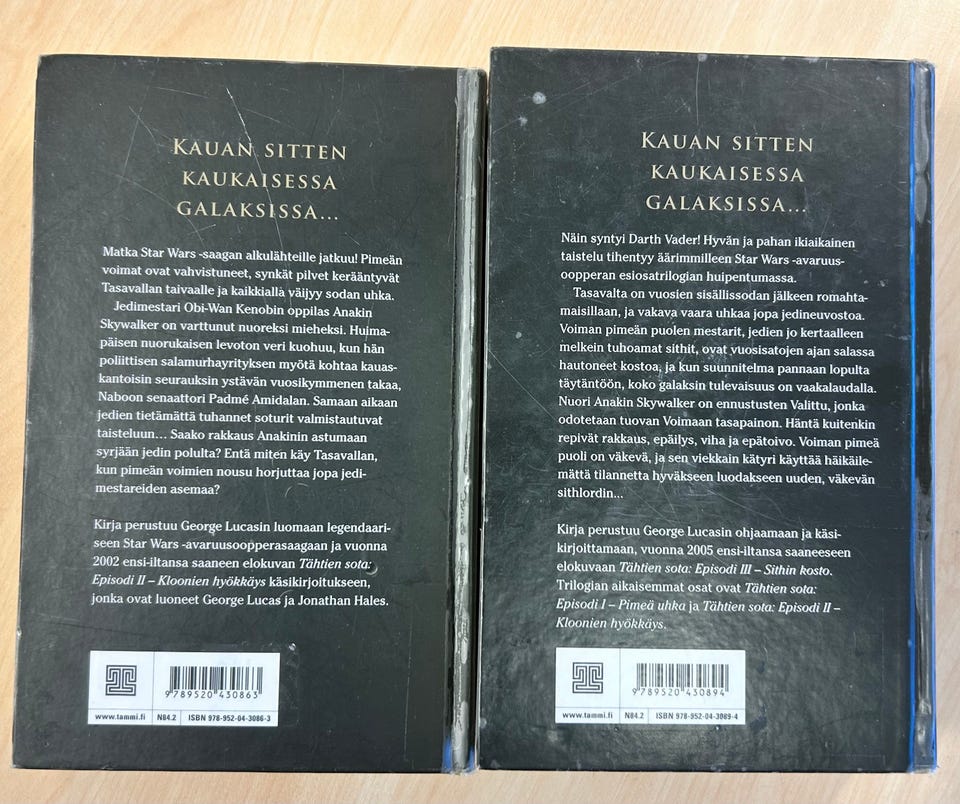 KAUAN SITTEN
KAUKAISESSA
GALAKSISSA...
Matka Star Wars -saagan alkulähteille jatkuu! Pimeän
voimat ovat vahvistuneet, synkät pilvet kerääntyvät
Tasavallan taivaalle ja kaikkialla väijyy sodan uhka.
Jedimestari Obi-Wan Kenobin oppilas Anakin
Skywalker on varttunut nuoreksi mieheksi. Huima-
päisen nuorukaisen levoton veri kuohuu, kun hän
poliittisen salamurhayrityksen myötä kohtaa kauas-
kantoisin seurauksin ystävän vuosikymmenen takaa,
Naboon senaattori Padmé Amidalan. Samaan aikaan
jedien tietämättä tuhannet soturit valmistautuvat
taisteluun... Saako rakkaus Anakinin astumaan
syrjään jedin polulta? Entä miten käy Tasavallan,
kun pimeän voimien nousu horjuttaa jopa jedi-
mestareiden asemaa?
Kirja perustuu George Lucasin luomaan legendaari-
seen Star Wars -avaruusoopperasaagaan ja vuonna
2002 ensi-iltansa saaneen elokuvan Tähtien sota:
Episodi II – Kloonien hyökkäys käsikirjoitukseen,
jonka ovat luoneet George Lucas ja Jonathan Hales.
9 789520 430863
www.tammi.fi N84.2 ISBN 978-952-04-3086-3
KAUAN SITTEN
KAUKAISESSA
GALAKSISSA...
Näin syntyi Darth Vader! Hyvän ja pahan ikiaikainen
taistelu tihentyy äärimmilleen Star Wars -avaruus-
oopperan esiosatrilogian huipentumassa.
Tasavalta on vuosien sisällissodan jälkeen romahta-
maisillaan, ja vakava vaara uhkaa jopa jedineuvostoa.
Voiman pimeän puolen mestarit, jedien jo kertaalleen
melkein tuhoamat sithit, ovat vuosisatojen ajan salassa
hautoneet kostoa, ja kun suunnitelma pannaan lopulta
täytäntöön, koko galaksin tulevaisuus on vaakalaudalla.
Nuori Anakin Skywalker on ennustusten Valittu, jonka
odotetaan tuovan Voimaan tasapainon. Häntä kuitenkin
repivät rakkaus, epäilys, viha ja epätoivo. Voiman pimeä
puoli on väkevä, ja sen viekkain kätyri käyttää häikäile-
mättä tilannetta hyväkseen luodakseen uuden, väkevän
sithlordin...
Kirja perustuu George Lucasin ohjaamaan ja käsi-
kirjoittamaan, vuonna 2005 ensi-iltansa saaneeseen
elokuvaan Tähtien sota: Episodi III – Sithin kosto.
Trilogian aikaisemmat osat ovat Tähtien sota:
Episodi I – Pimeä uhka ja Tähtien sota: Episodi II –
Kloonien hyökkäys.
9 789520 430894
www.tammi.fi N84.2 ISBN 978-952-04-3089-4